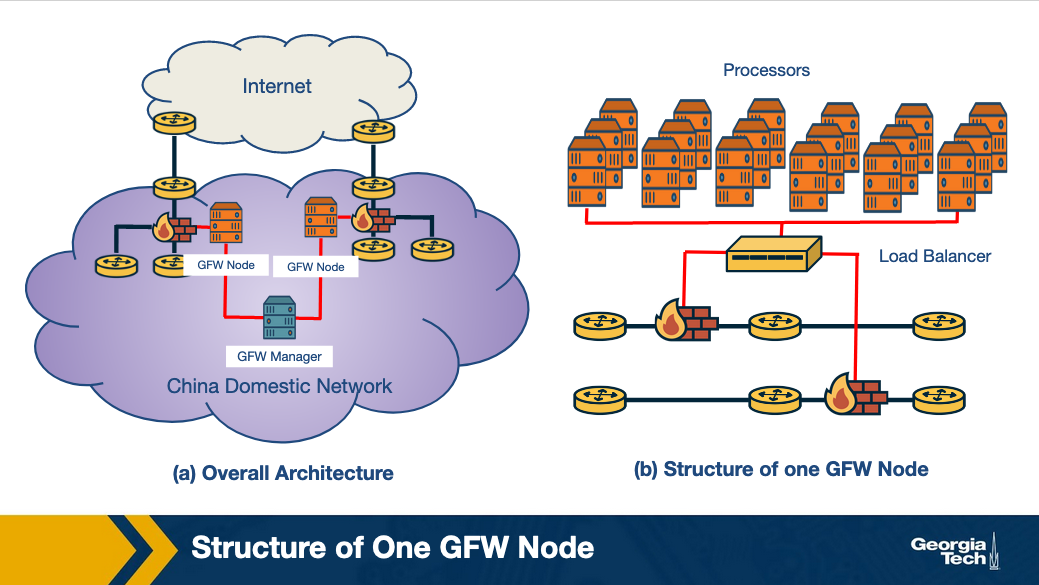 Internet
GFW Node
GFW Node
GFW Manager
China Domestic Network
(a) Overall Architecture
Processors
Load Balancer
(b) Structure of one GFW Node
Structure of One GFW Node
Georgia
Tech